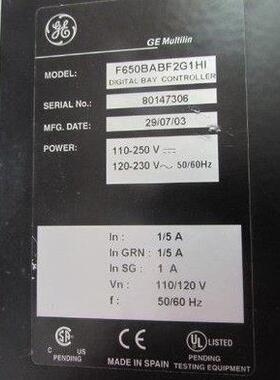 GE
GE Multilin
MODEL: F650BABF2G1HI
DIGITAL BAY CONTROLLER
SERIAL No.: 80147306
MFG. DATE: 29/07/03
POWER: 110-250 V ⎓
120-230 V ~ 50/60Hz
In : 1/5 A
In GRN : 1/5 A
In SG : 1 A
Vn : 110/120 V
f : 50/60 Hz
C SA US
PENDING
CE
MADE IN SPAIN
UL LISTED
PENDING
TESTING EQUIPMENT